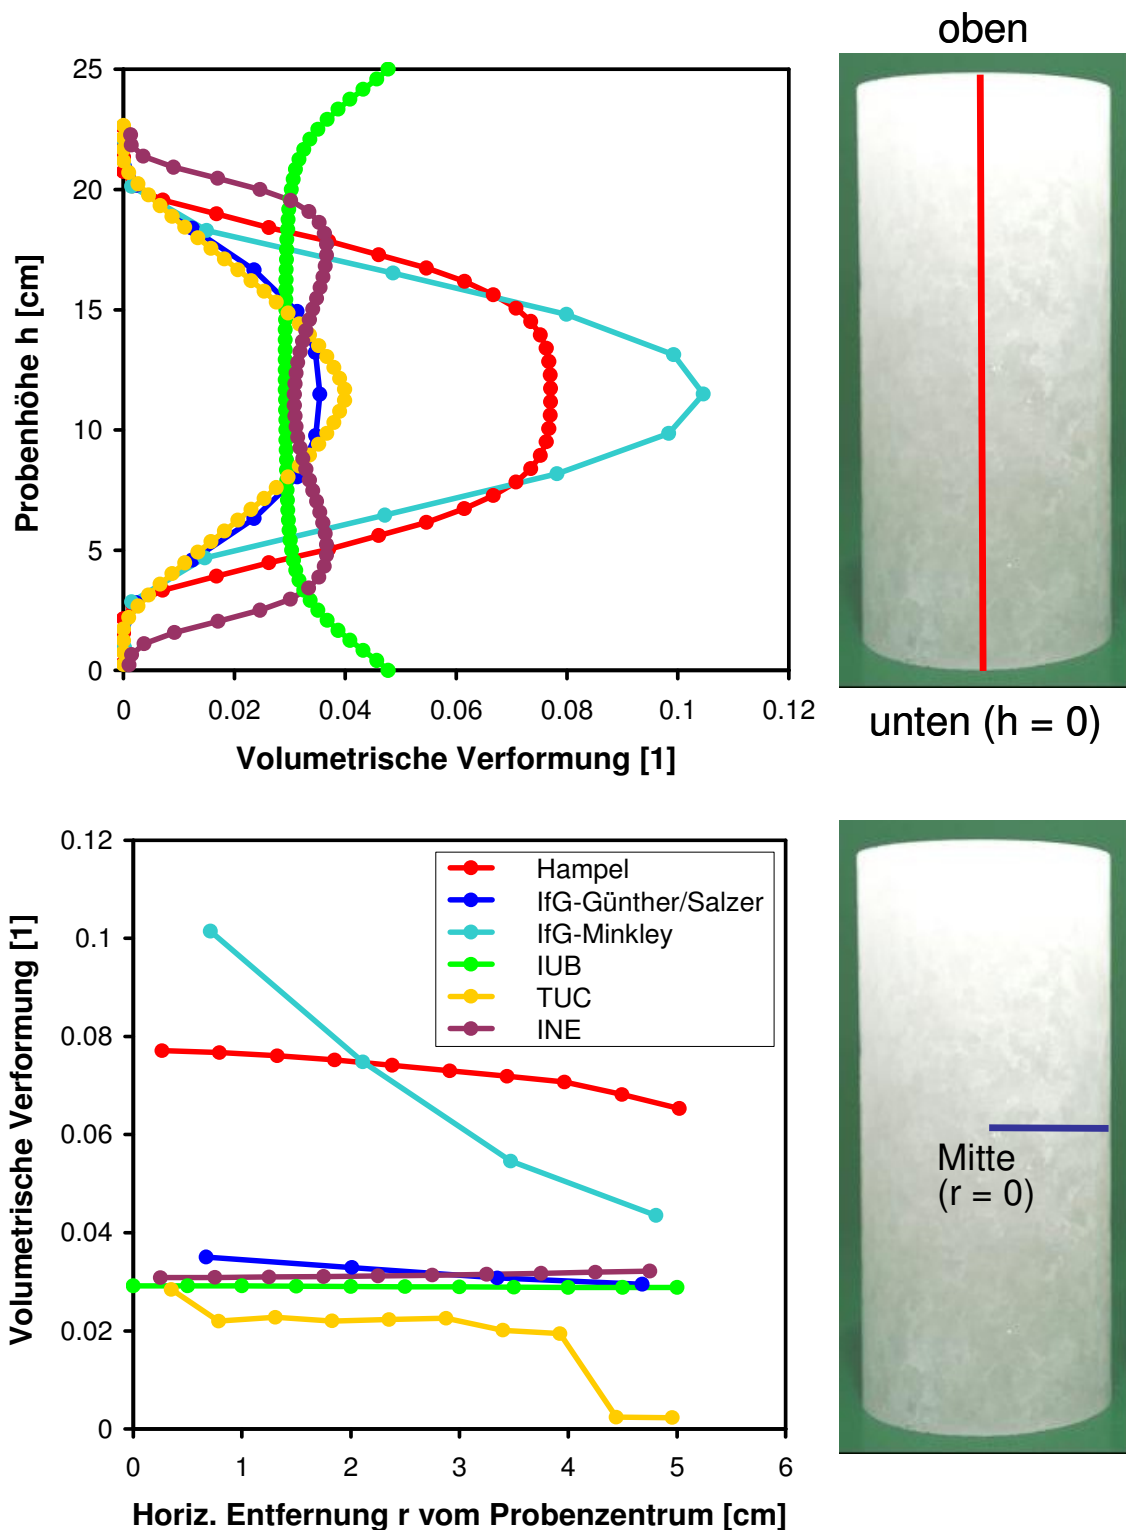 oben
25
20
15
10
5
0
Probenhöhe h [cm]
0 0.02 0.04 0.06 0.08 0.1 0.12
Volumetrische Verformung [1]
unten (h = 0)
0.12
0.1
0.08
0.06
0.04
0.02
0
Volumetrische Verformung [1]
Hampel
IfG-Günther/Salzer
IfG-Minkley
IUB
TUC
INE
0 1 2 3 4 5 6
Horiz. Entfernung r vom Probenzentrum [cm]
Mitte
(r = 0)